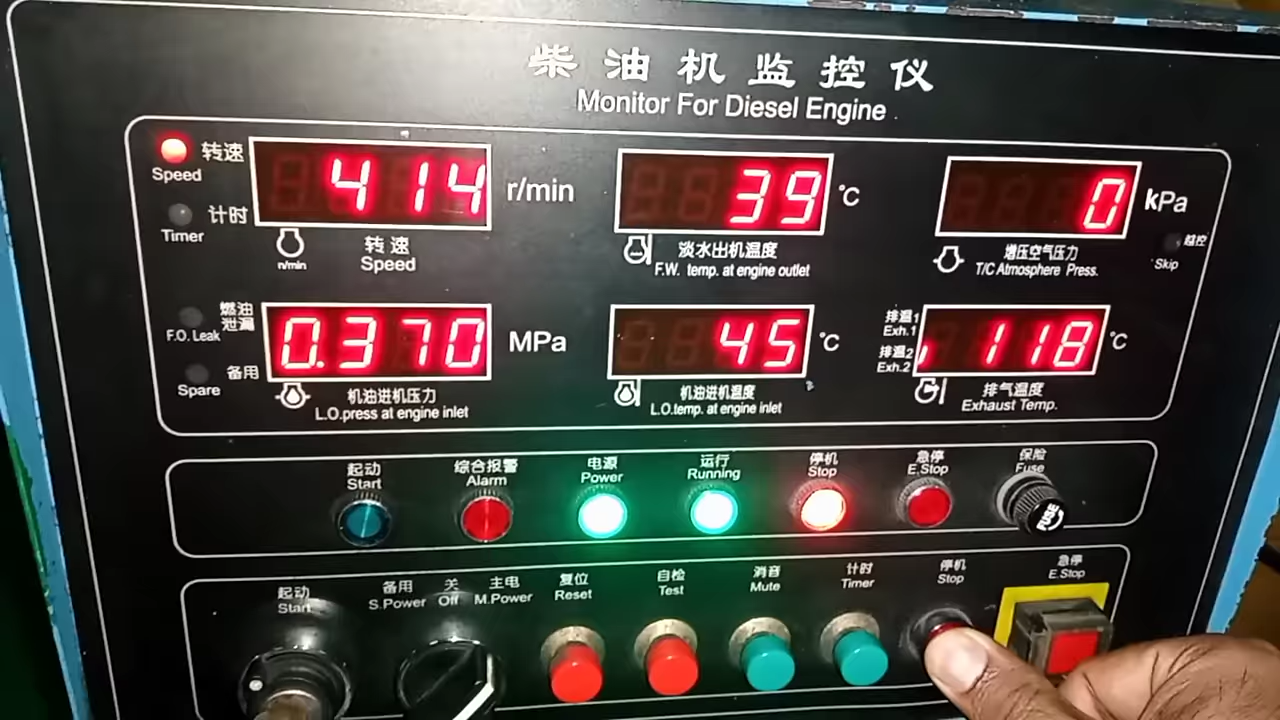 柴油机监控仪
Monitor For Diesel Engine
转速
Speed
414
r/min
n/min
转速
Speed
39
°C
淡水出机温度
F.W. temp. at engine outlet
0
kPa
增压空气压力
T/C Atmosphere Press.
越控
Skip
计时
Timer
燃油
泄漏
F.O. Leak
备用
Spare
0.370
MPa
机油进机压力
L.O.press at engine inlet
45
°C
机油进机温度
L.O.temp. at engine inlet
排温1
Exh.1
排温2
Exh.2
118
°C
排气温度
Exhaust Temp.
起动
Start
综合报警
Alarm
电源
Power
运行
Running
停机
Stop
急停
E.Stop
保险
Fuse
FUSE
起动
Start
备用
S.Power
关
Off
主电
M.Power
复位
Reset
自检
Test
消音
Mute
计时
Timer
停机
Stop
急停
E.Stop